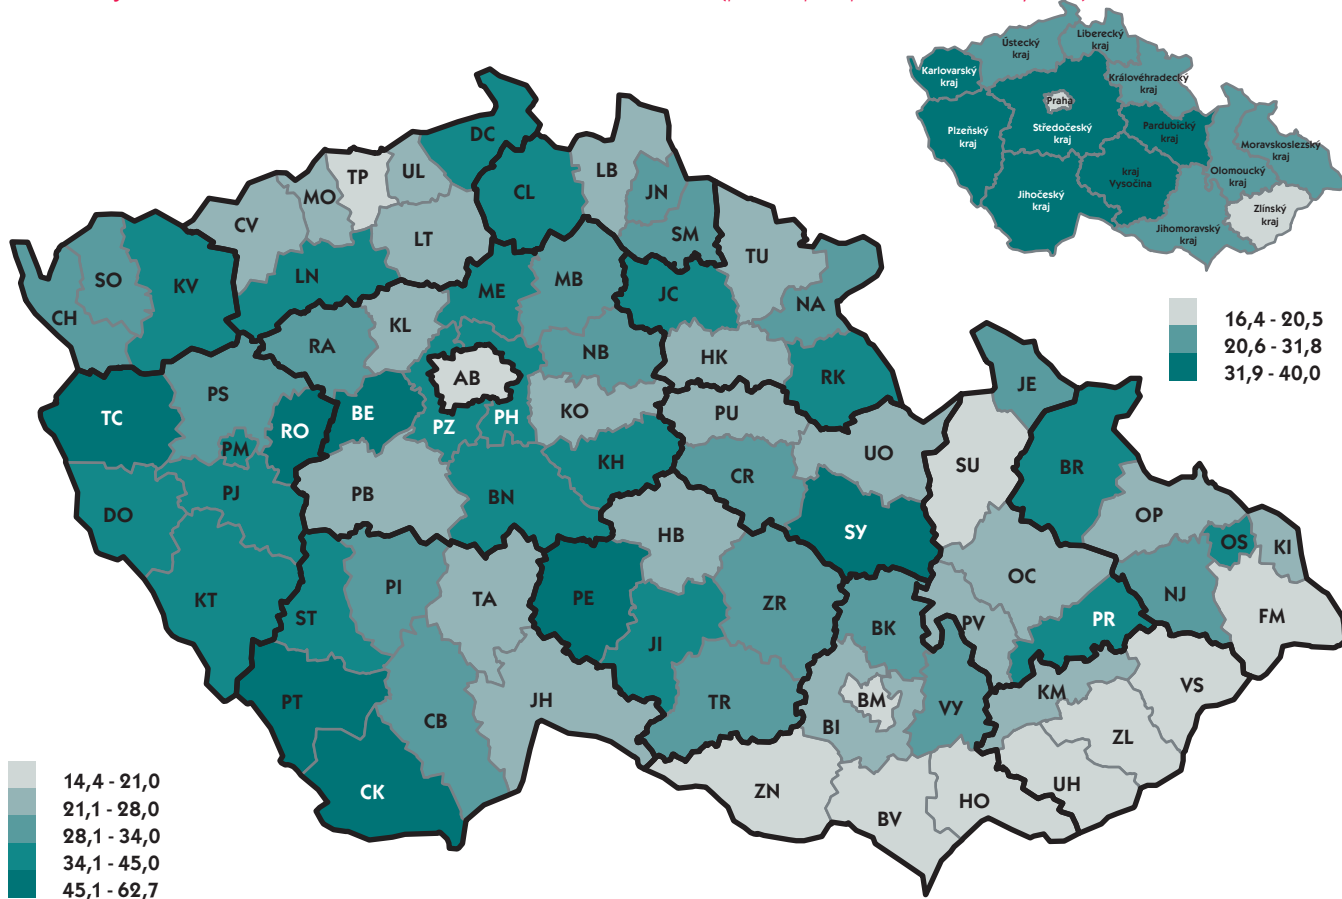 Ústecký
kraj
Liberecký
kraj
Karlovarský
kraj
Královéhradecký
kraj
Praha
Plzeňský
kraj
Středočeský
kraj
Pardubický
kraj
Moravskoslezský
kraj
kraj
Vysočina
Olomoucký
kraj
Jihočeský
kraj
Zlínský
kraj
Jihomoravský
kraj
16,4 - 20,5
20,6 - 31,8
31,9 - 40,0
DC
TP
UL
LB
MO
CL
JN
CV
LT
SM
TU
SO
KV
LN
ME
MB
JC
NA
CH
KL
RA
NB
HK
AB
RK
JE
PS
TC
BE
PH
KO
PU
RO
PZ
PM
UO
KH
CR
SU
BR
PJ
PB
BN
DO
OP
HB
SY
OS
KI
OC
PI
TA
PE
ZR
NJ
KT
ST
BK
PV
PR
FM
JI
KM
VS
PT
JH
TR
BM
VY
CB
BI
ZL
CK
ZN
UH
HO
BV
14,4 - 21,0
21,1 - 28,0
28,1 - 34,0
34,1 - 45,0
45,1 - 62,7